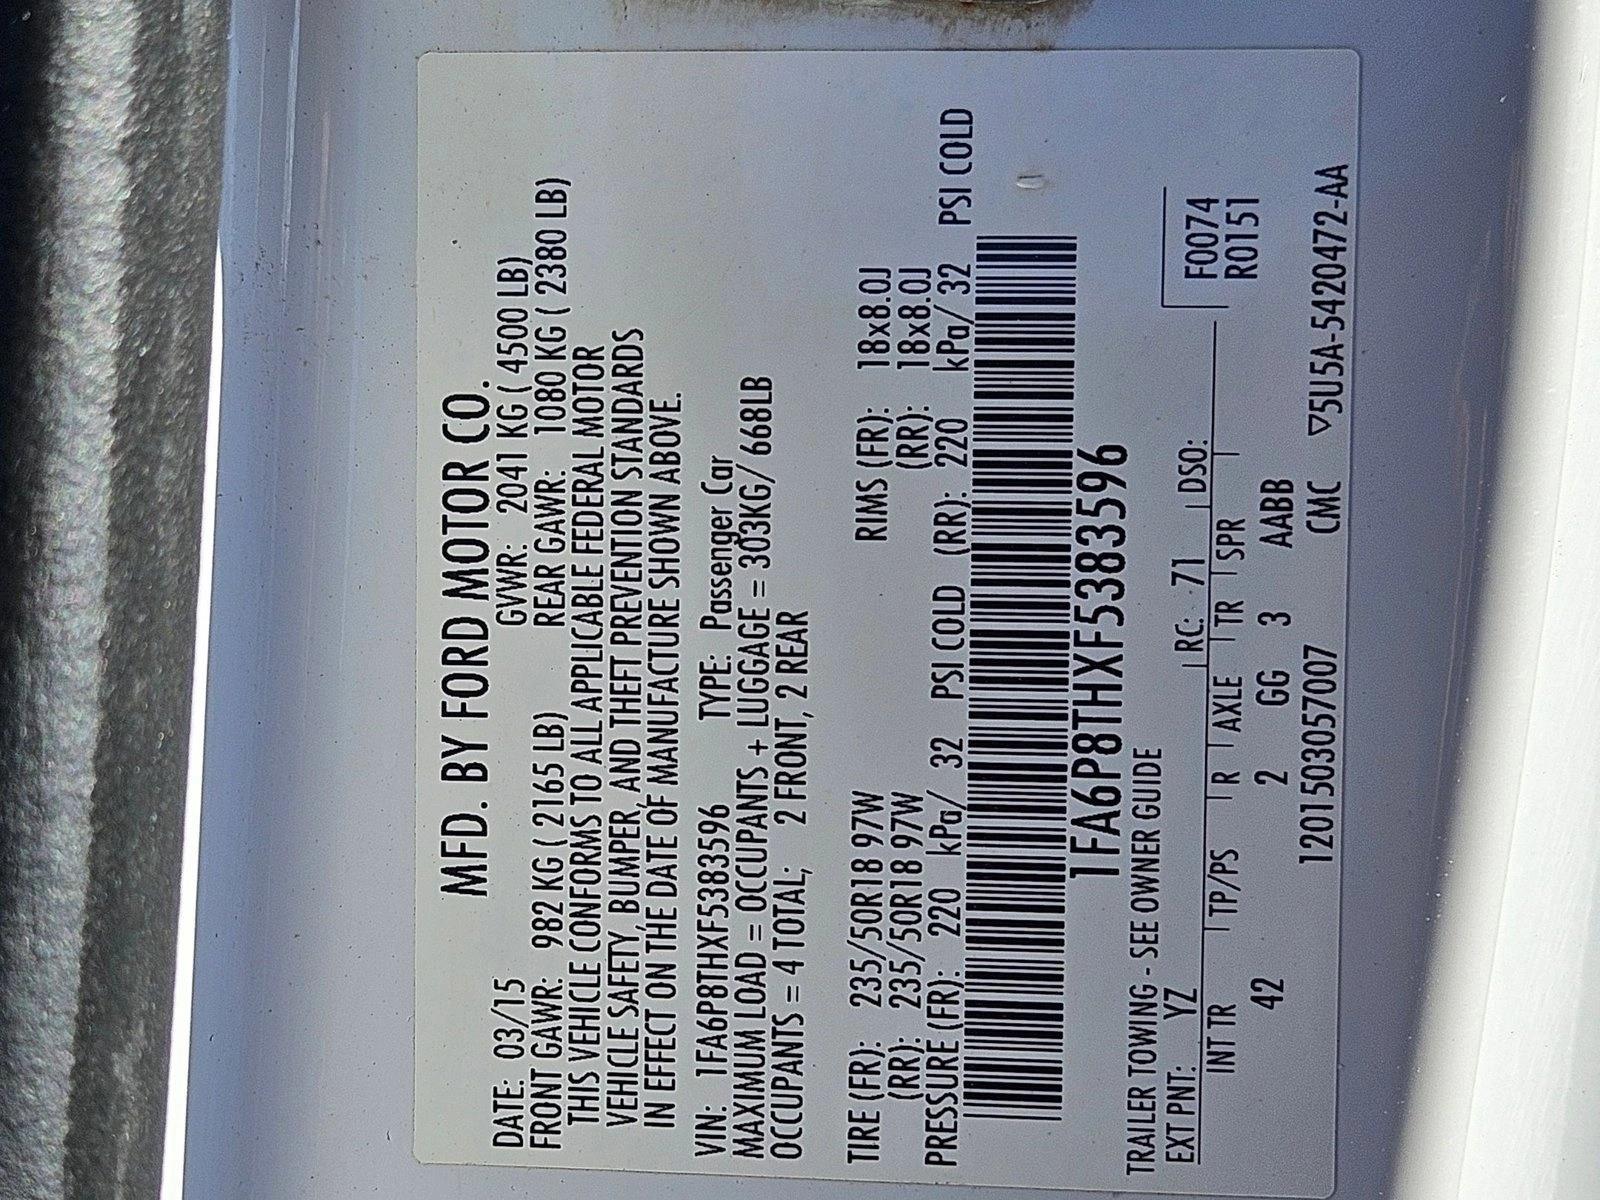 MFD. BY FORD MOTOR CO.
DATE: 03/15 GVWR: 2041 KG ( 4500 LB)
FRONT GAWR: 982 KG ( 2165 LB) REAR GAWR: 1080 KG ( 2380 LB)
THIS VEHICLE CONFORMS TO ALL APPLICABLE FEDERAL MOTOR
VEHICLE SAFETY, BUMPER, AND THEFT PREVENTION STANDARDS
IN EFFECT ON THE DATE OF MANUFACTURE SHOWN ABOVE.
VIN: 1FA6P8THXF5383596 TYPE: Passenger Car
MAXIMUM LOAD = OCCUPANTS + LUGGAGE = 303KG/ 668LB
OCCUPANTS = 4 TOTAL; 2 FRONT, 2 REAR
TIRE (FR): 235/50R18 97W RIMS (FR): 18x8.0J
(RR): 235/50R18 97W (RR): 18x8.0J
PRESSURE (FR): 220 kPa/ 32 PSI COLD (RR): 220 kPa/ 32 PSI COLD
1FA6P8THXF5383596
TRAILER TOWING - SEE OWNER GUIDE
EXT PNT: YZ RC: 71 DSO: F0074
INT TR TP/PS R AXLE TR SPR R0151
42 2 GG 3 AABB
1201503057007 CMC ▽5U5A-5420472-AA